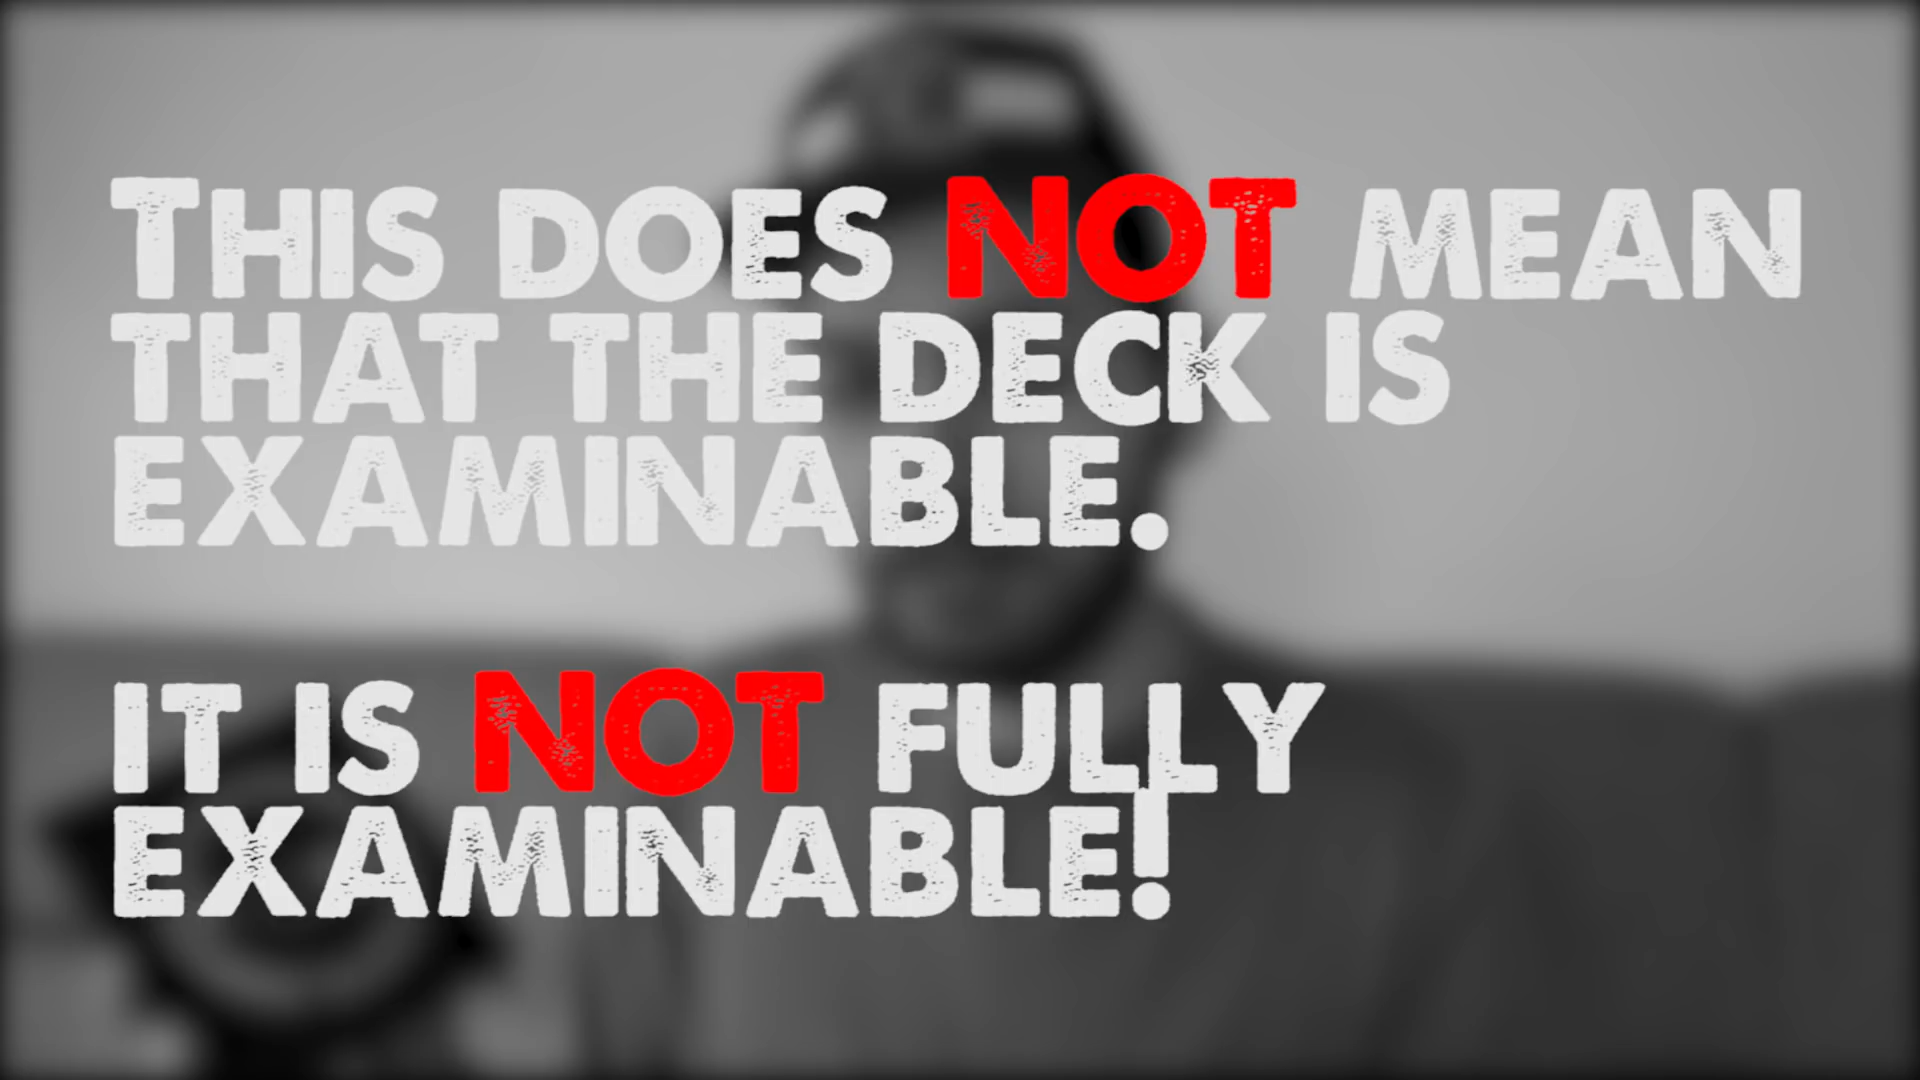 THIS DOES NOT MEAN
THAT THE DECK IS
EXAMINABLE.
IT IS NOT FULLY
EXAMINABLE!